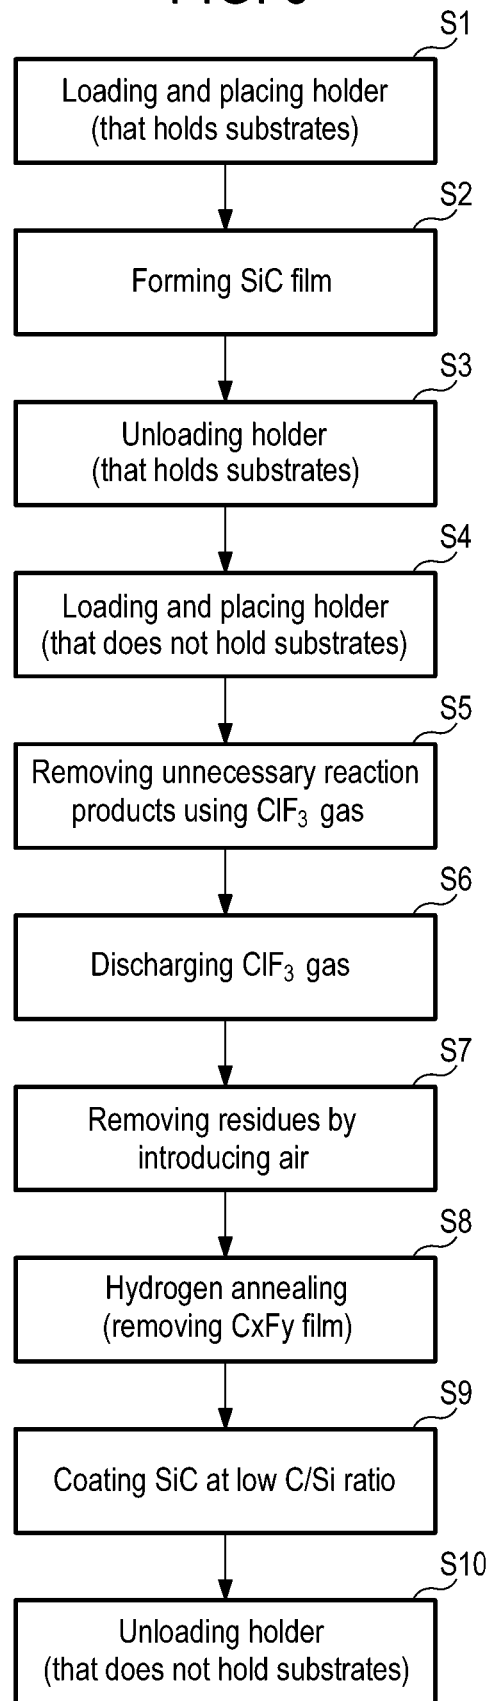 S1
Loading and placing holder
(that holds substrates)
S2
Forming SiC film
S3
Unloading holder
(that holds substrates)
S4
Loading and placing holder
(that does not hold substrates)
S5
Removing unnecessary reaction
products using ClF₃ gas
S6
Discharging ClF₃ gas
S7
Removing residues by
introducing air
S8
Hydrogen annealing
(removing CxFy film)
S9
Coating SiC at low C/Si ratio
S10
Unloading holder
(that does not hold substrates)